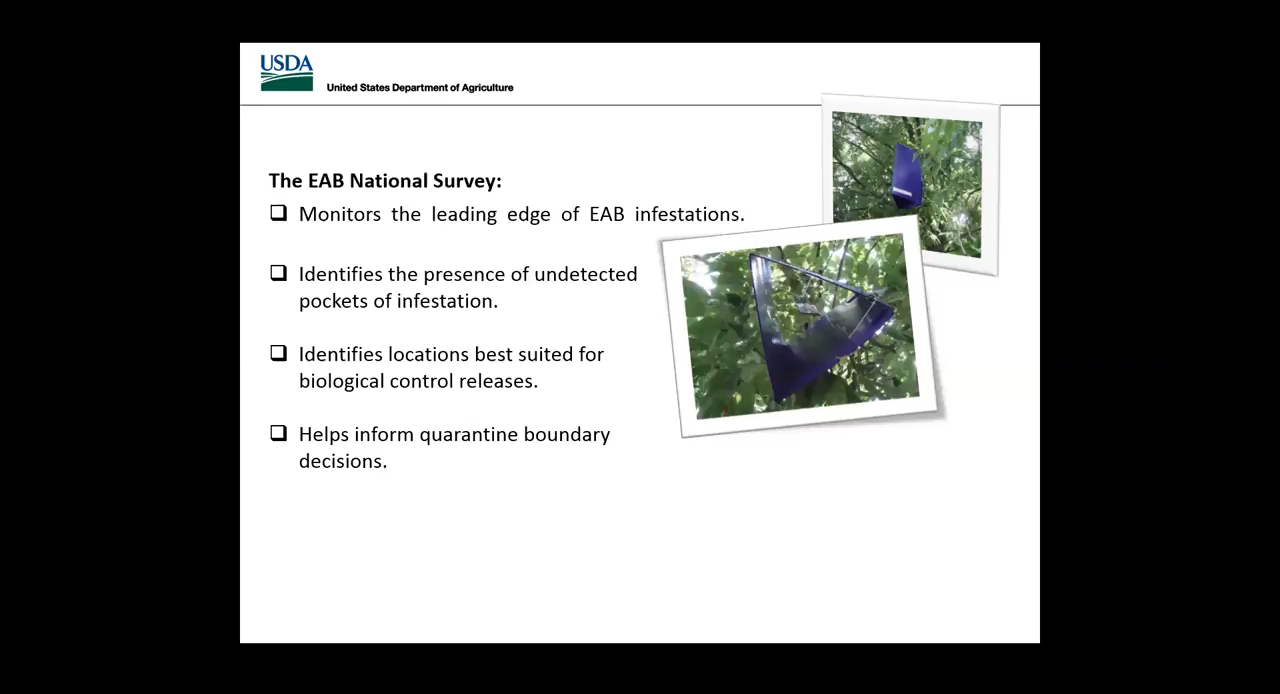 USDA
United States Department of Agriculture
The EAB National Survey:
Monitors the leading edge of EAB infestations.
Identifies the presence of undetected
pockets of infestation.
Identifies locations best suited for
biological control releases.
Helps inform quarantine boundary
decisions.